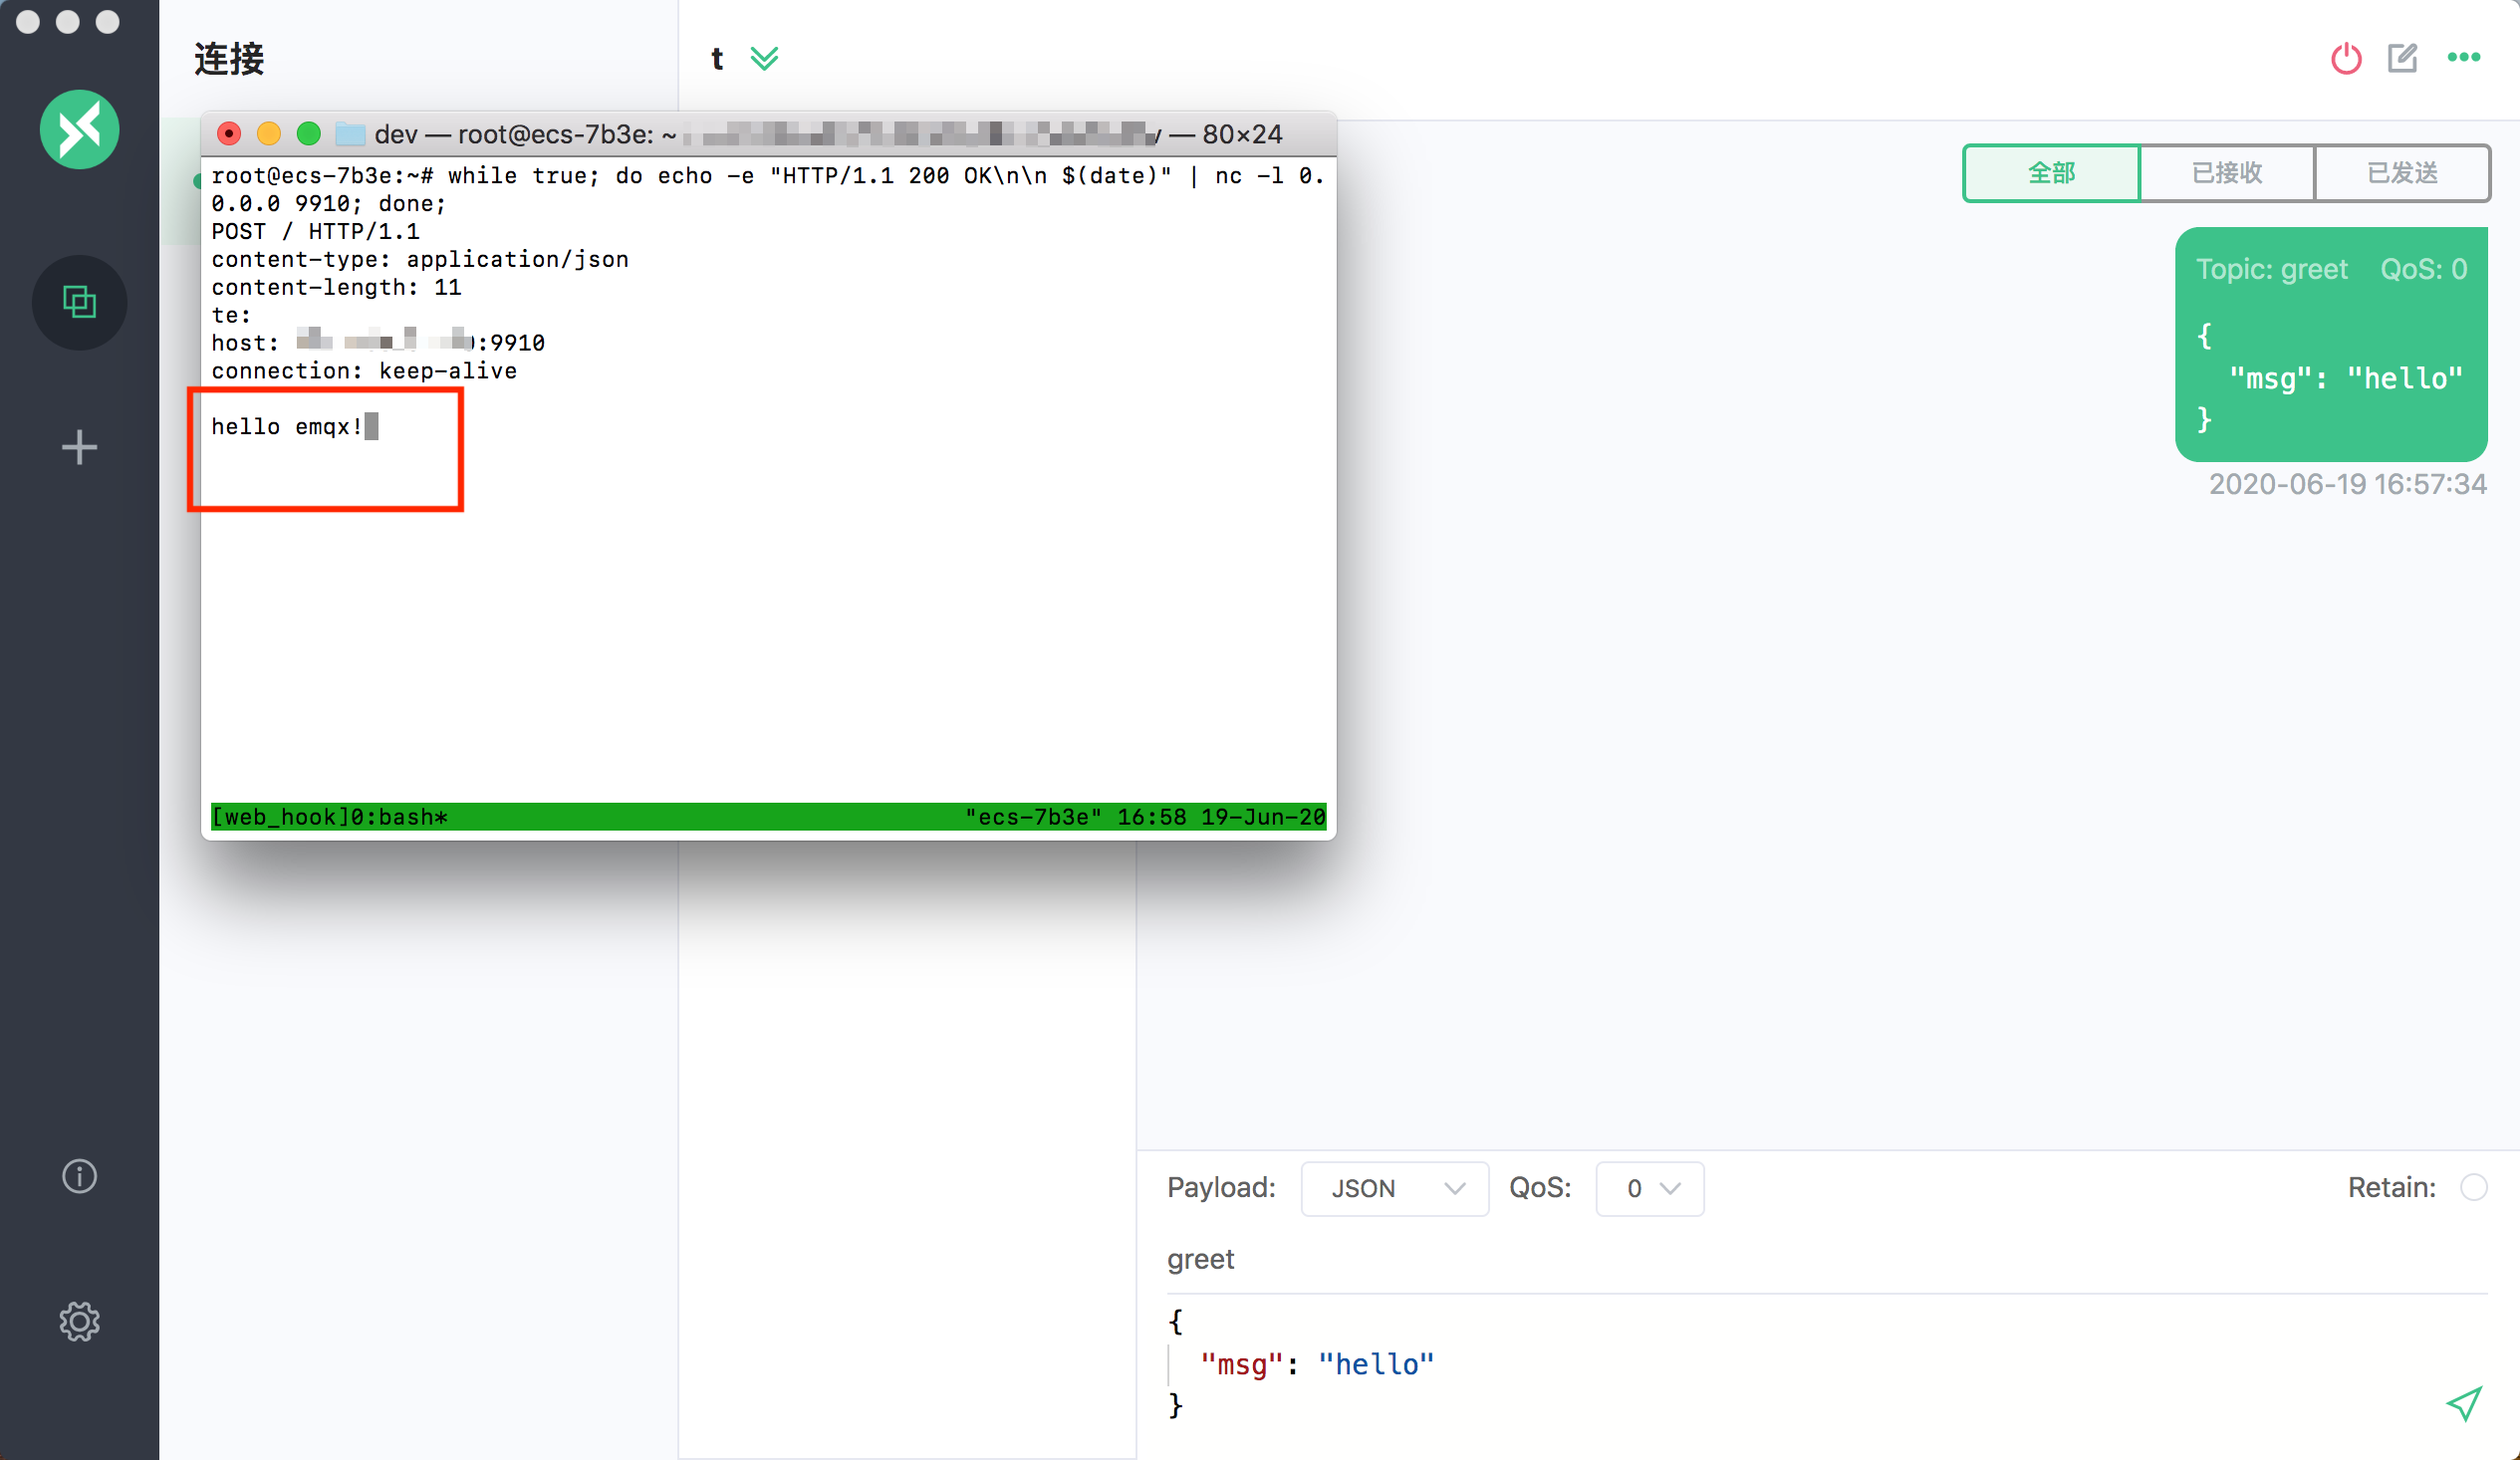 连接
t
dev — root@ecs-7b3e: ~ — 80×24
root@ecs-7b3e:~# while true; do echo -e "HTTP/1.1 200 OK\n\n $(date)" | nc -l 0.
0.0.0 9910; done;
POST / HTTP/1.1
content-type: application/json
content-length: 11
te:
host: :9910
connection: keep-alive
hello emqx!
[web_hook]0:bash*
"ecs-7b3e" 16:58 19-Jun-20
全部
已接收
已发送
Topic: greet QoS: 0
{
"msg": "hello"
}
2020-06-19 16:57:34
Payload: JSON QoS: 0
Retain:
greet
{
"msg": "hello"
}